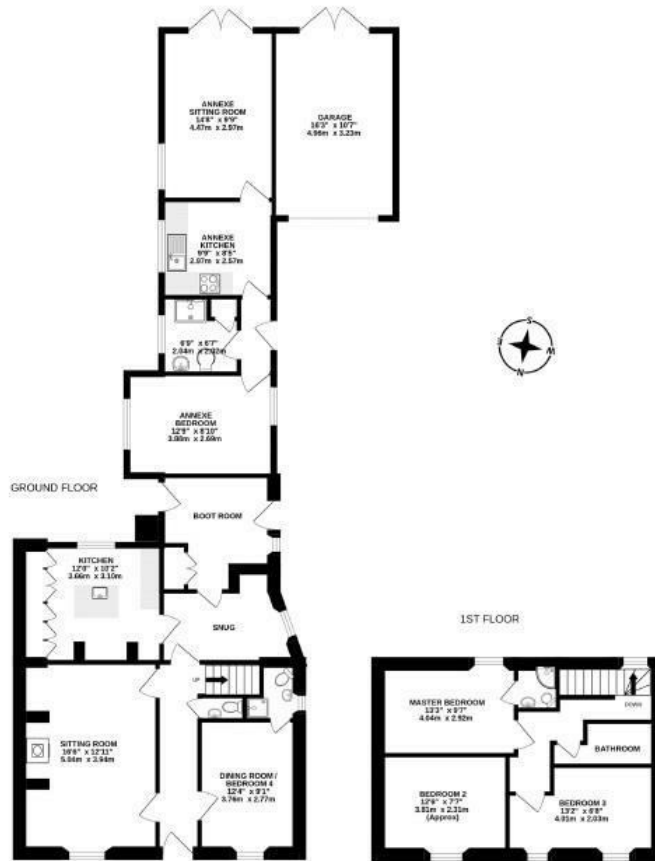 ANNEXE
SITTING ROOM
14'8" x 9'9"
4.47m x 2.97m
GARAGE
16'3" x 10'7"
4.96m x 3.23m
ANNEXE
KITCHEN
9'9" x 8'5"
2.97m x 2.57m
S
E
W
N
6'8" x 6'7"
2.04m x 2.02m
ANNEXE
BEDROOM
12'9" x 8'10"
3.88m x 2.69m
GROUND FLOOR
BOOT ROOM
KITCHEN
12'0" x 10'2"
3.66m x 3.10m
SNUG
1ST FLOOR
UP
SITTING ROOM
16'6" x 12'11"
5.04m x 3.94m
DINING ROOM /
BEDROOM 4
12'4" x 9'1"
3.76m x 2.77m
MASTER BEDROOM
13'3" x 9'7"
4.04m x 2.92m
DOWN
BATHROOM
BEDROOM 2
12'6" x 7'7"
3.81m x 2.31m
(Approx)
BEDROOM 3
13'2" x 6'8"
4.01m x 2.03m